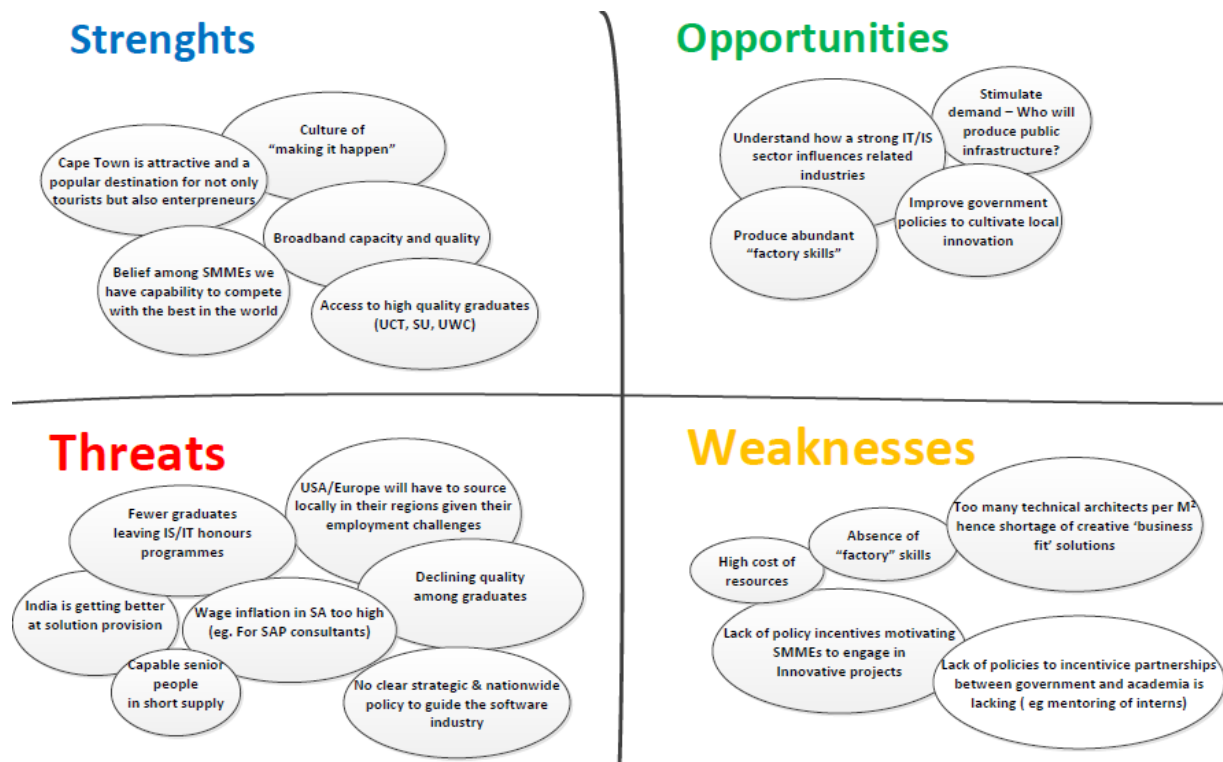 Strenghts
Culture of
"making it happen"
Cape Town is attractive and a
popular destination for not only
tourists but also enterpreneurs
Broadband capacity and quality
Belief among SMMEs we
have capability to compete
with the best in the world
Access to high quality graduates
(UCT, SU, UWC)
Opportunities
Stimulate
demand – Who will
produce public
infrastructure?
Understand how a strong IT/IS
sector influences related
industries
Improve government
policies to cultivate local
innovation
Produce abundant
"factory skills"
Threats
USA/Europe will have to source
locally in their regions given their
employment challenges
Fewer graduates
leaving IS/IT honours
programmes
Declining quality
among graduates
India is getting better
at solution provision
Wage inflation in SA too high
(eg. For SAP consultants)
Capable senior
people
in short supply
No clear strategic & nationwide
policy to guide the software
industry
Weaknesses
Too many technical architects per M²
hence shortage of creative 'business
fit' solutions
Absence of
"factory" skills
High cost of
resources
Lack of policy incentives motivating
SMMEs to engage in
Innovative projects
Lack of policies to incentivice partnerships
between government and academia is
lacking ( eg mentoring of interns)